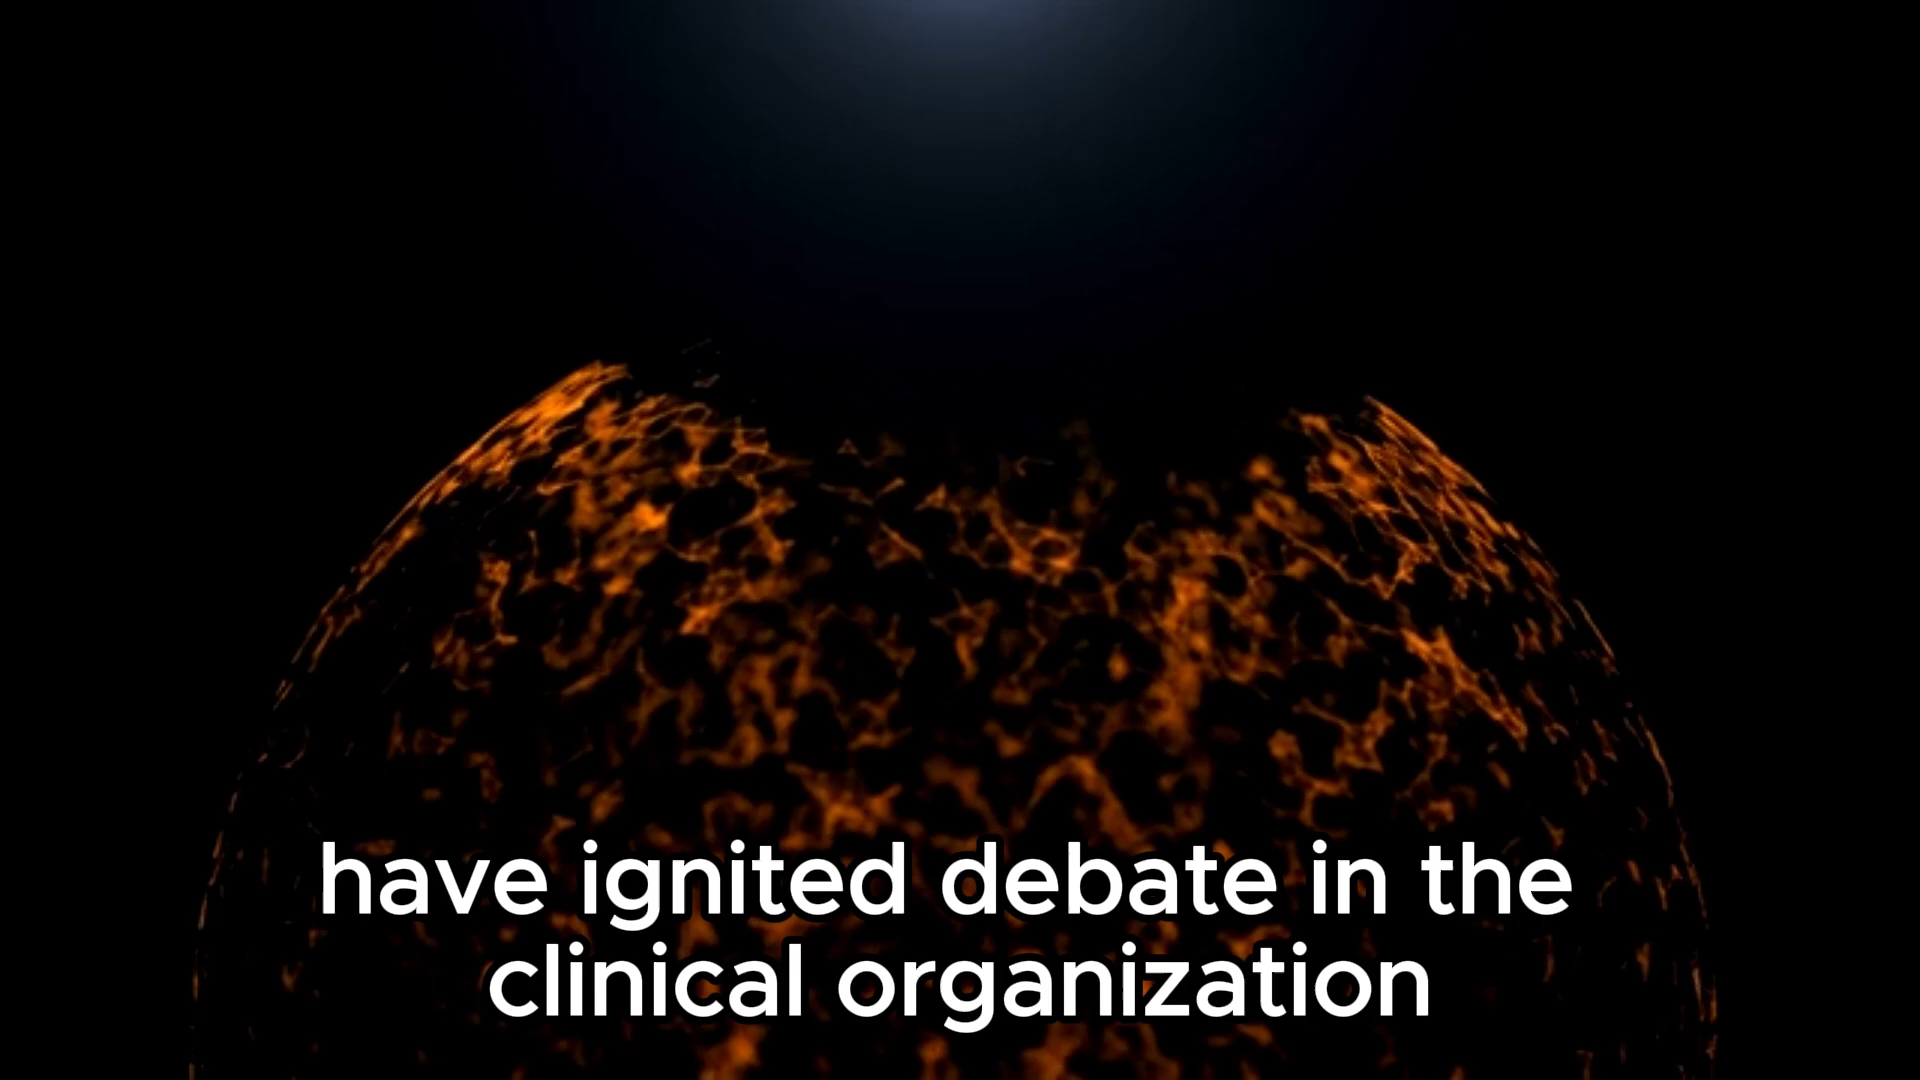 have ignited debate in the
clinical organization